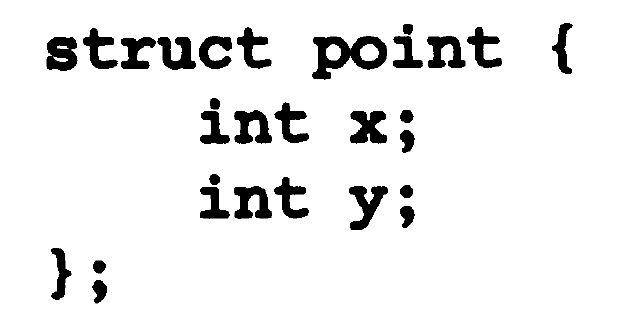 struct point {
    int x;
    int y;
};